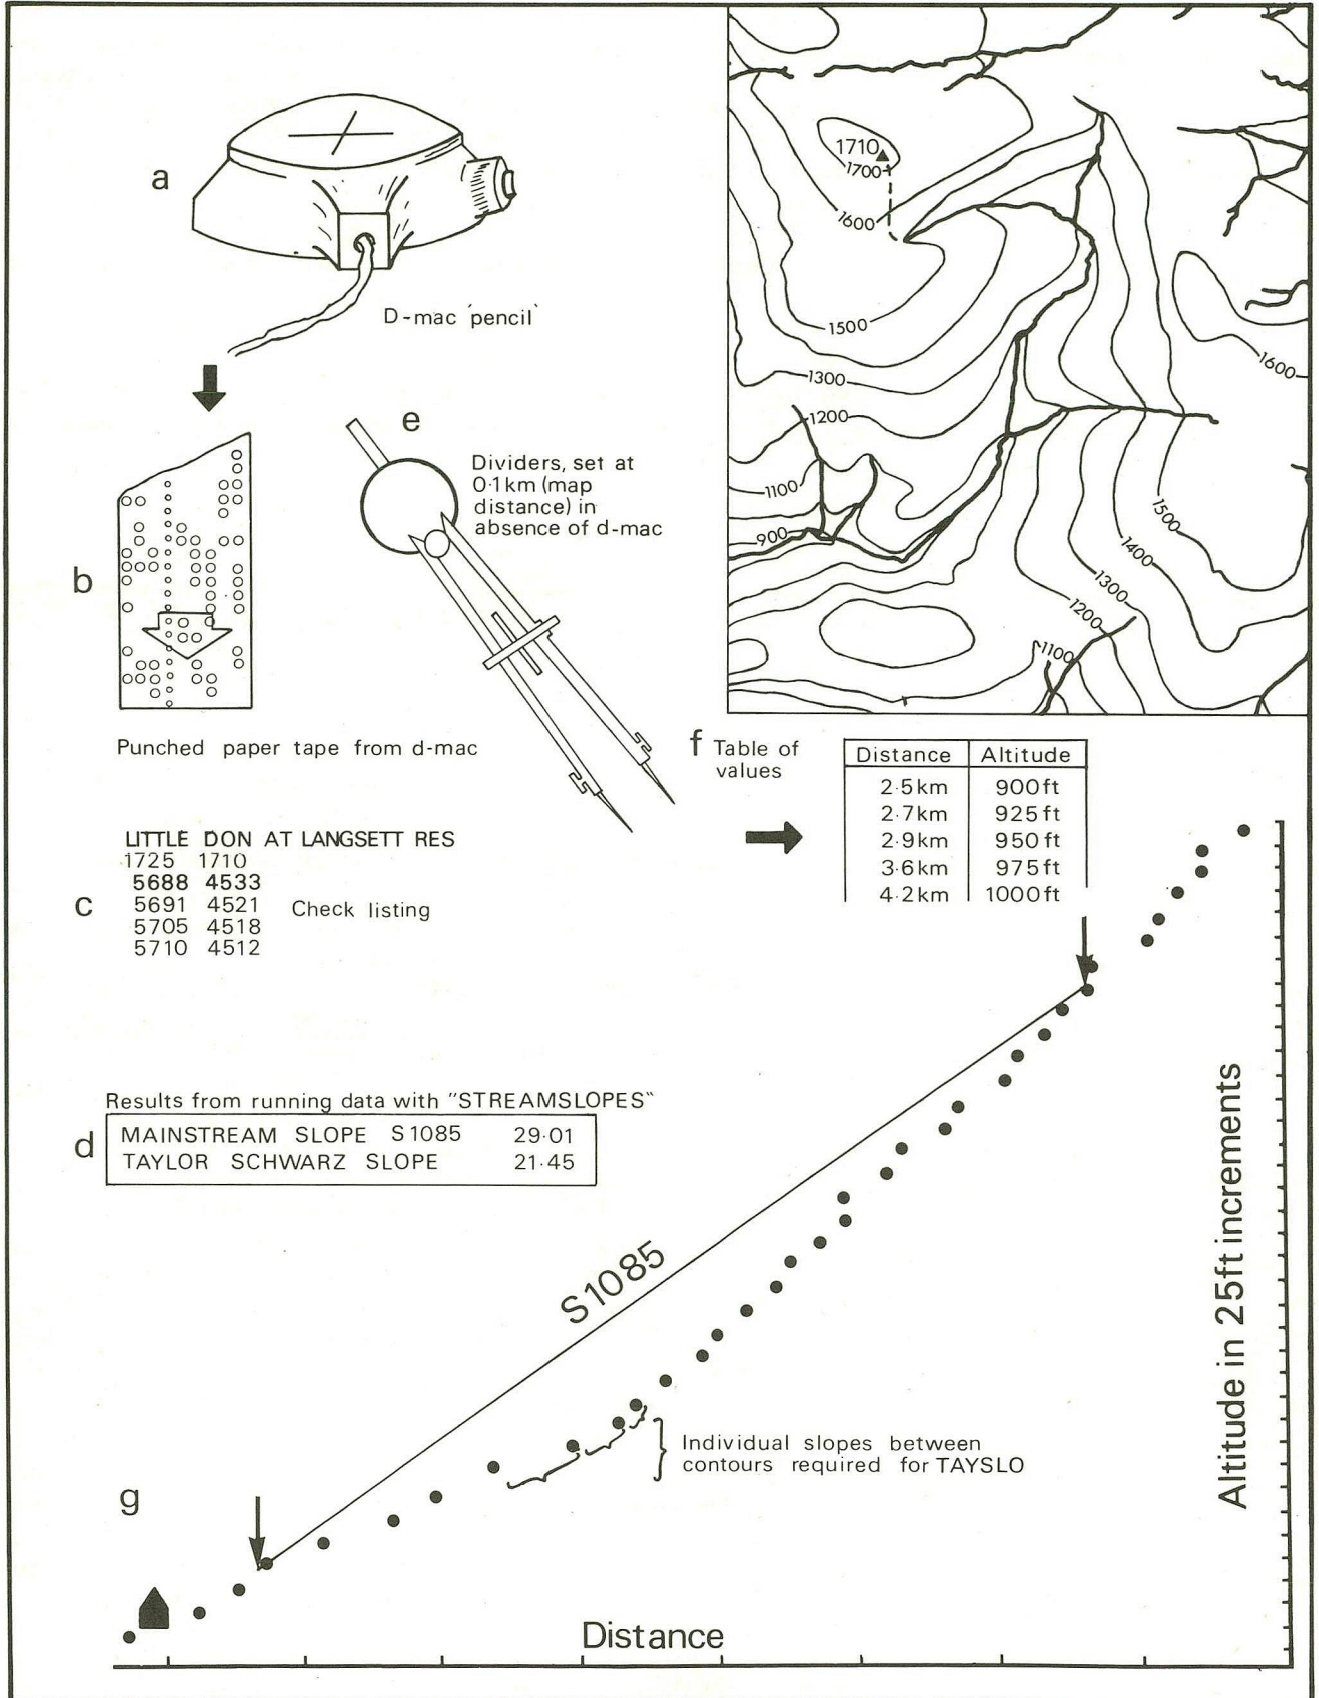 a
D-mac 'pencil'
b
Punched paper tape from d-mac
e
Dividers, set at
0·1km (map
distance) in
absence of d-mac
1710
1700
1600
1500
1300
1200
1100
900
1600
1500
1400
1300
1200
1100
c
LITTLE DON AT LANGSETT RES
1725 1710
5688 4533
5691 4521
5705 4518
5710 4512
Check listing
f Table of
values
Distance Altitude
2·5km 900ft
2·7km 925ft
2·9km 950ft
3·6km 975ft
4·2km 1000ft
Results from running data with "STREAMSLOPES"
d
MAINSTREAM SLOPE S1085 29·01
TAYLOR SCHWARZ SLOPE 21·45
g
S1085
Individual slopes between
contours required for TAYSLO
Altitude in 25ft increments
Distance